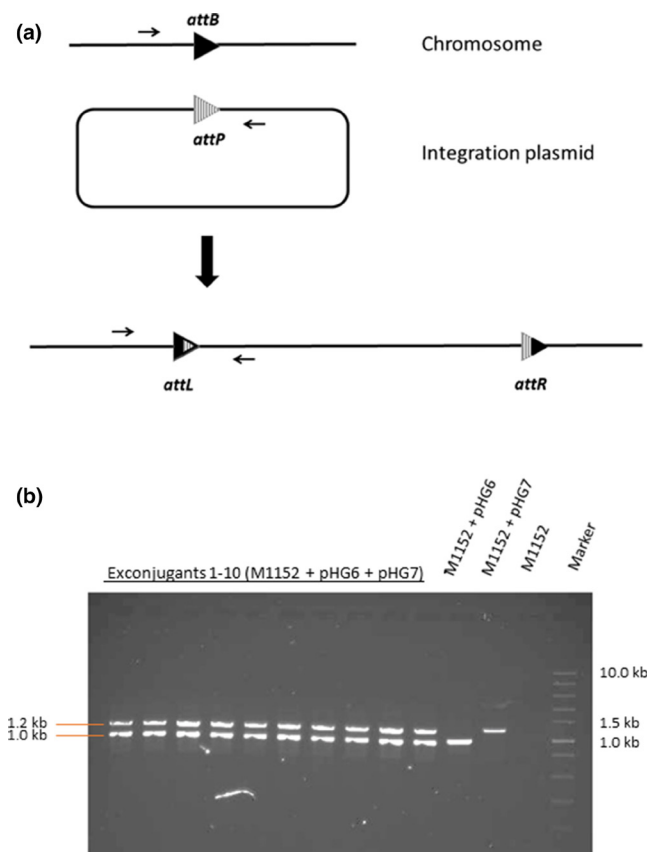 (a)
attB
Chromosome
attP
Integration plasmid
attL
attR
(b)
Exconjugants 1-10 (M1152 + pHG6 + pHG7)
M1152 + pHG6
M1152 + pHG7
M1152
Marker
10.0 kb
1.2 kb
1.5 kb
1.0 kb
1.0 kb